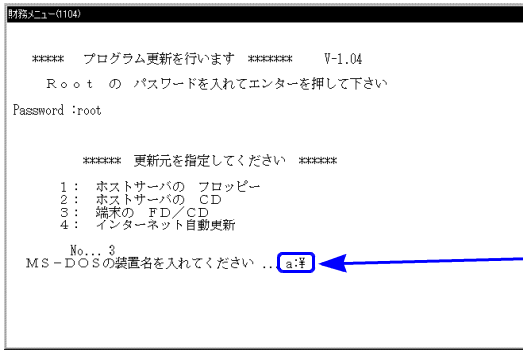 財務メニュー(1104)
***** プログラム更新を行います ******* V-1.04
Ｒｏｏｔ の パスワードを入れてエンターを押して下さい
Password :root
****** 更新元を指定してください ******
1： ホストサーバの フロッピー
2： ホストサーバの ＣＤ
3： 端末の ＦＤ／ＣＤ
4： インターネット自動更新
No... 3
ＭＳ－ＤＯＳの装置名を入れてください ... a:¥